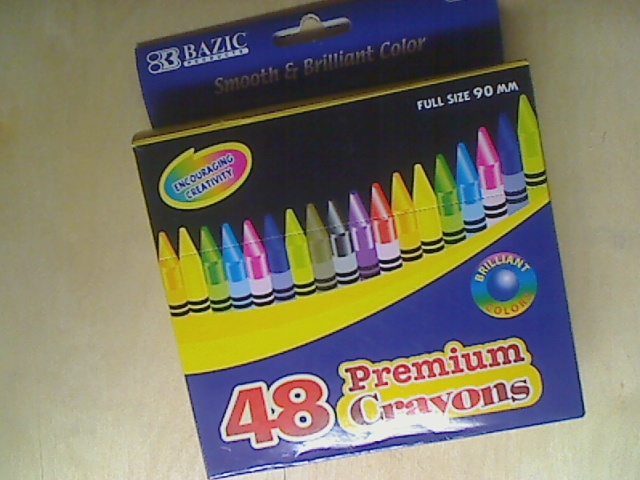 BAZIC
PRODUCTS
Smooth & Brilliant Color
FULL SIZE 90 MM
ENCOURAGING
CREATIVITY
BRILLIANT
COLORS
48 Premium
Crayons